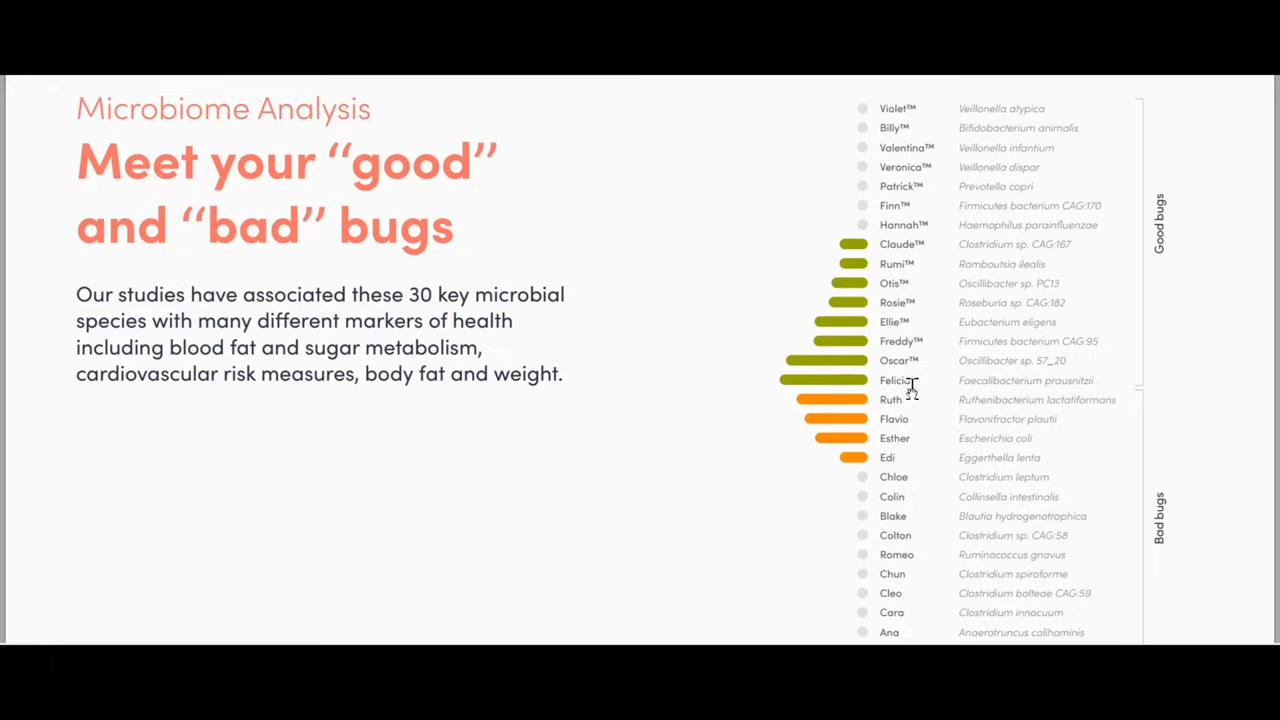 Microbiome Analysis
Meet your “good”
and “bad” bugs
Our studies have associated these 30 key microbial
species with many different markers of health
including blood fat and sugar metabolism,
cardiovascular risk measures, body fat and weight.
Violet™ Veillonella atypica
Billy™ Bifidobacterium animalis
Valentina™ Veillonella infantium
Veronica™ Veillonella dispar
Patrick™ Prevotella copri
Finn™ Firmicutes bacterium CAG:170
Hannah™ Haemophilus parainfluenzae
Claude™ Clostridium sp. CAG:167
Rumi™ Romboutsia ilealis
Otis™ Oscillibacter sp. PC13
Rosie™ Roseburia sp. CAG:182
Ellie™ Eubacterium eligens
Freddy™ Firmicutes bacterium CAG:95
Oscar™ Oscillibacter sp. 57_20
Faecalibacterium prausnitzii
Good bugs
Ruth Ruthenibacterium lactatiformans
Flavio Flavonifractor plautii
Esther Escherichia coli
Edi Eggerthella lenta
Chloe Clostridium leptum
Colin Collinsella intestinalis
Blake Blautia hydrogenotrophica
Colton Clostridium sp. CAG:58
Romeo Ruminococcus gnavus
Chun Clostridium spiroforme
Cleo Clostridium bolteae CAG:59
Cara Clostridium innocuum
Ana Anaerotruncus colihominis
Bad bugs